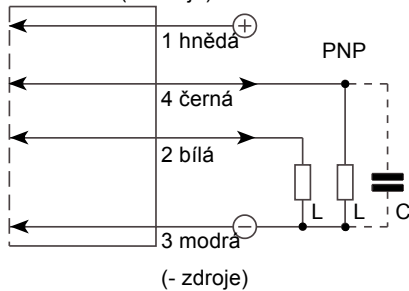 1 hnědá
PNP
4 černá
2 bílá
L
L
C
3 modrá
(- zdroje)